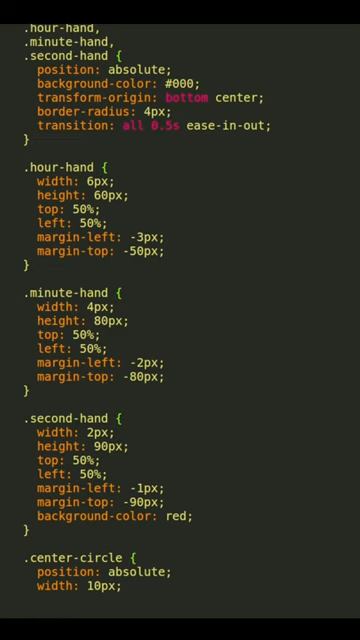 .hour-hand,
.minute-hand,
.second-hand {
  position: absolute;
  background-color: #000;
  transform-origin: bottom center;
  border-radius: 4px;
  transition: all 0.5s ease-in-out;
}

.hour-hand {
  width: 6px;
  height: 60px;
  top: 50%;
  left: 50%;
  margin-left: -3px;
  margin-top: -50px;
}

.minute-hand {
  width: 4px;
  height: 80px;
  top: 50%;
  left: 50%;
  margin-left: -2px;
  margin-top: -80px;
}

.second-hand {
  width: 2px;
  height: 90px;
  top: 50%;
  left: 50%;
  margin-left: -1px;
  margin-top: -90px;
  background-color: red;
}

.center-circle {
  position: absolute;
  width: 10px;